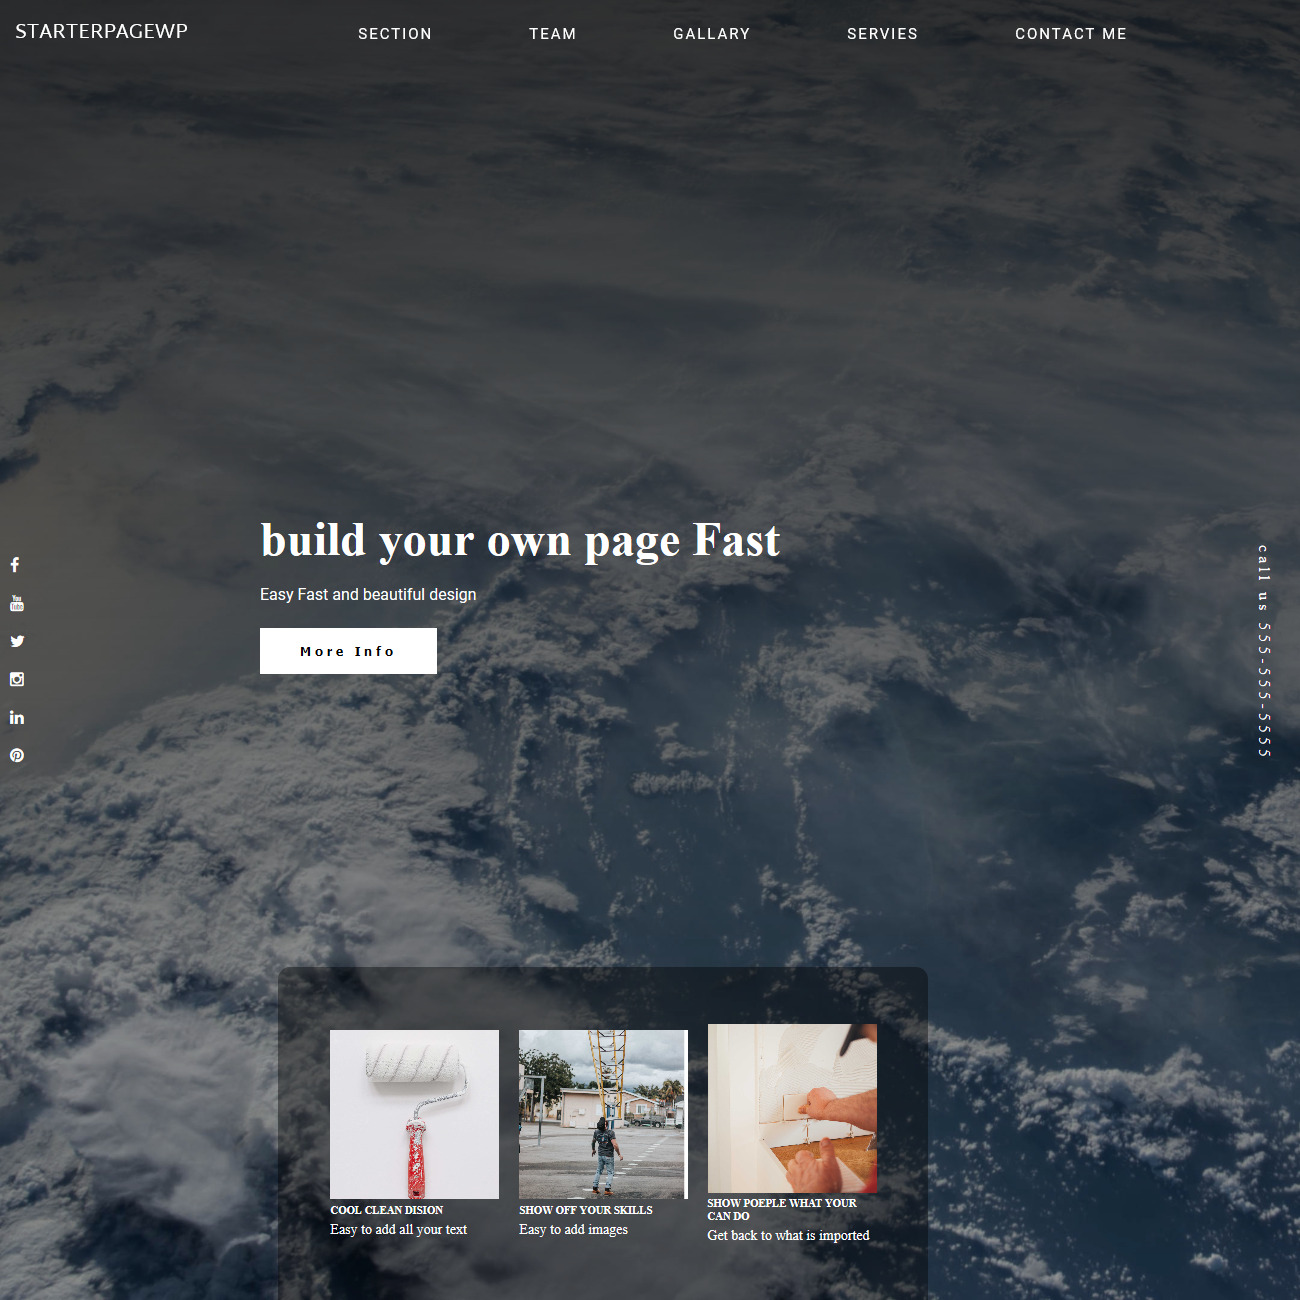 STARTERPAGEWP
SECTION TEAM GALLARY SERVIES CONTACT ME
build your own page Fast
Easy Fast and beautiful design
More Info
You
Tube
call us 555-555-5555
COOL CLEAN DISION
Easy to add all your text
SHOW OFF YOUR SKILLS
Easy to add images
SHOW POEPLE WHAT YOUR
CAN DO
Get back to what is imported